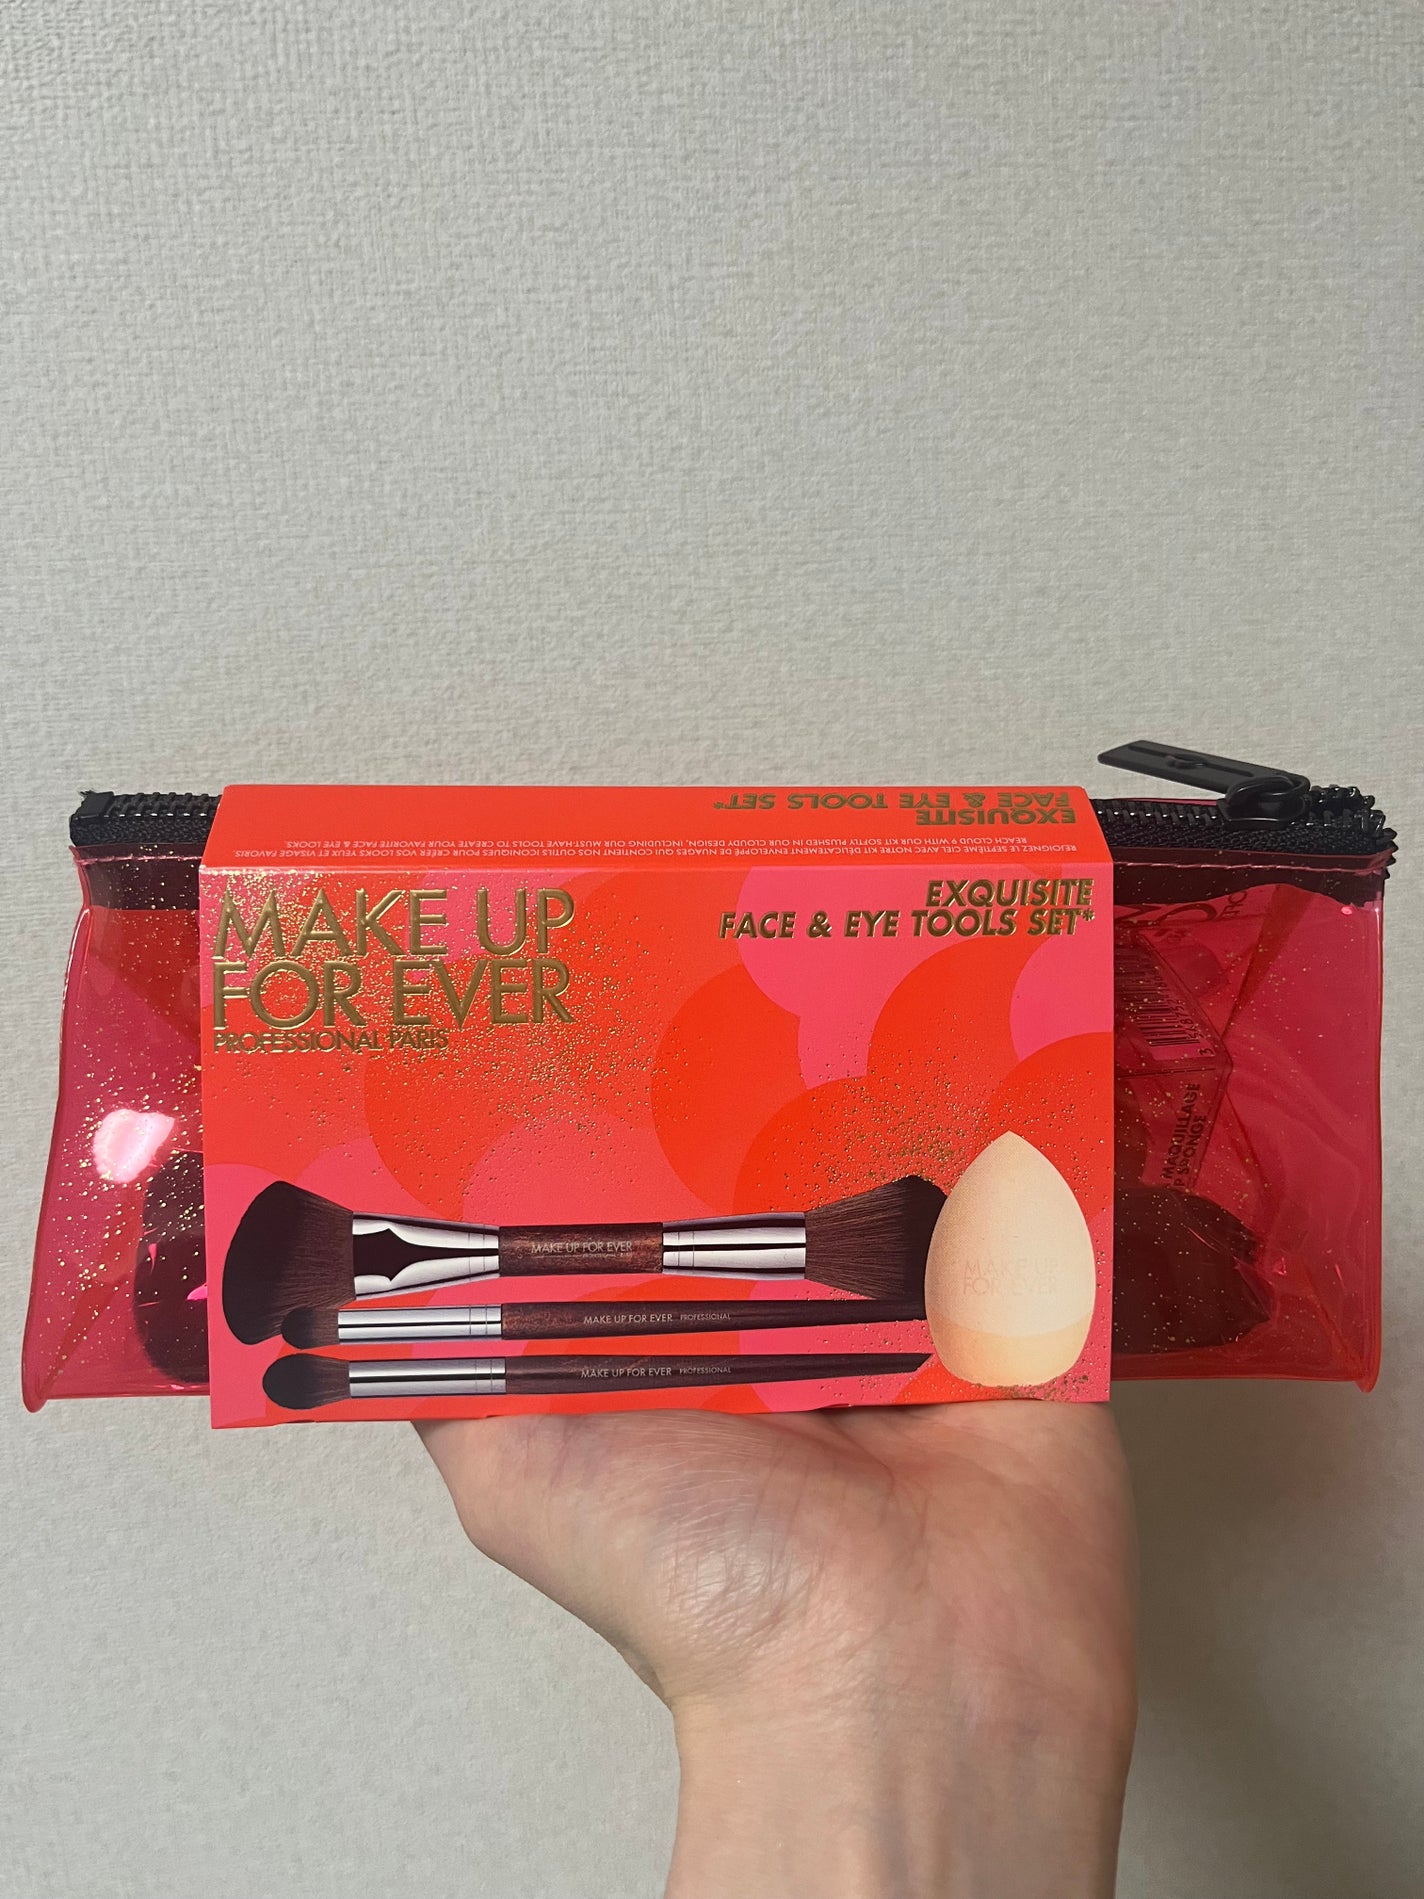 EXQUISITE
FACE & EYE TOOLS SET*
REACH CLOUD 9 WITH OUR KIT SOFTLY PUSHED IN OUR CLOUDY DESIGN, INCLUDING OUR MUST-HAVE TOOLS TO CREATE YOUR FAVORITE FACE & EYE LOOKS.
REJOIGNEZ LE SEPTIÈME CIEL AVEC NOTRE KIT DÉLICATEMENT ENVELOPPÉ DE NUAGES QUI CONTIENT NOS OUTILS ICONIQUES POUR CRÉER VOS LOOKS YEUX ET VISAGE FAVORIS
MAKE UP
FOR EVER
PROFESSIONAL PARIS
EXQUISITE
FACE & EYE TOOLS SET*
MAKE UP FOR EVER
MAKE UP
FOR EVER
MAKE UP FOR EVER PROFESSIONAL
MAKE UP FOR EVER PROFESSIONAL
MAQUILLAGE
P SPONGE